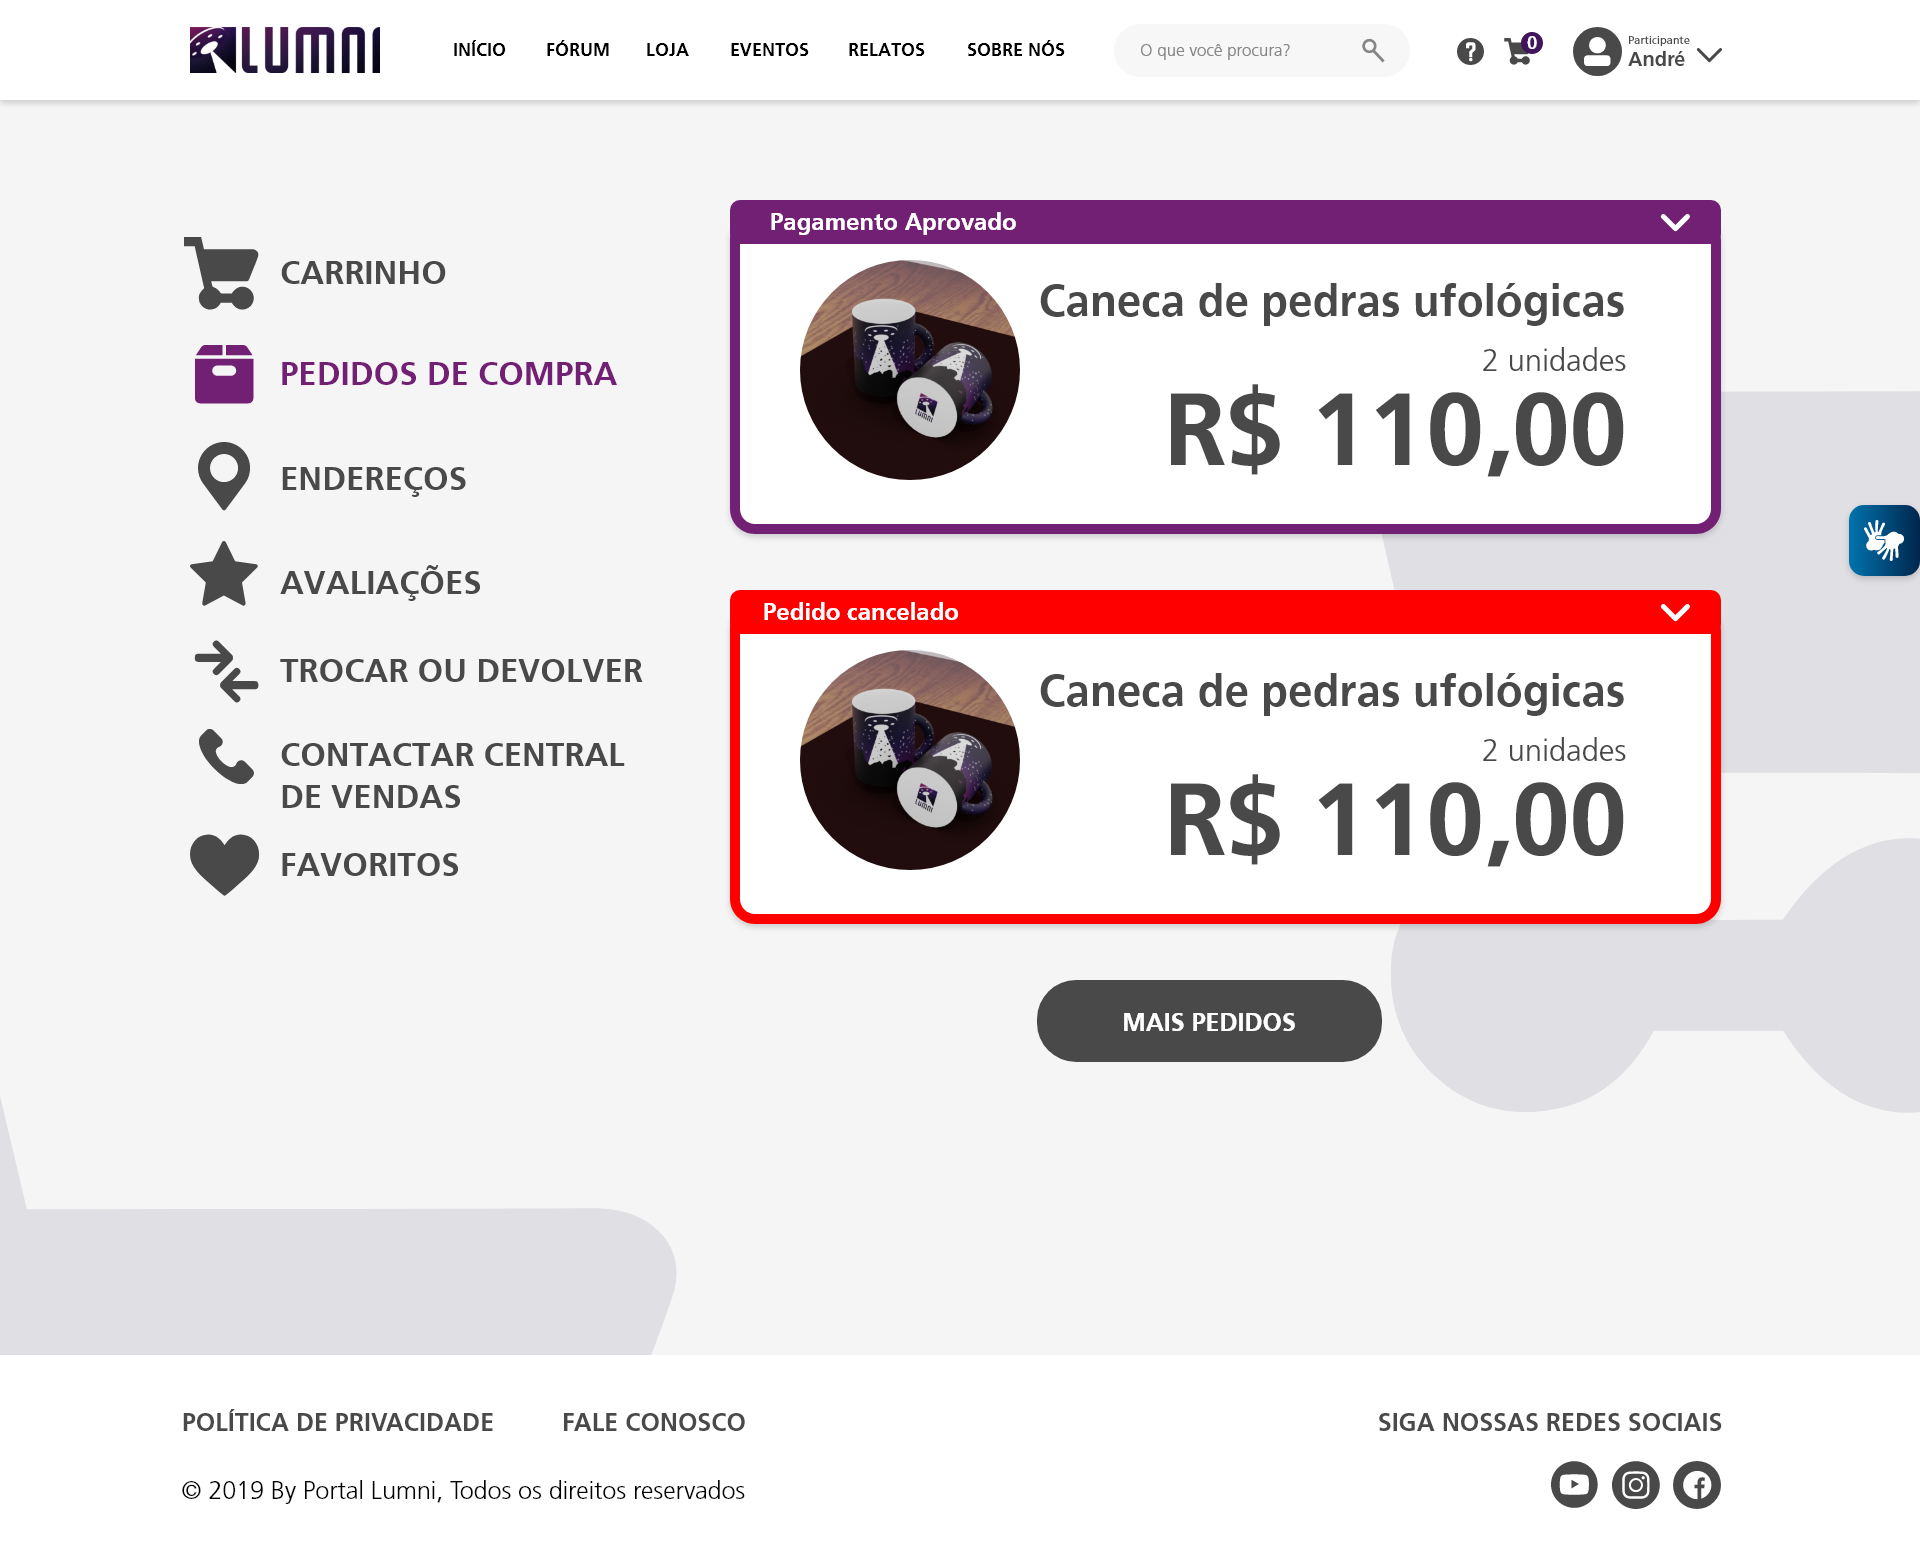 LUMNI
INÍCIO
FÓRUM
LOJA
EVENTOS
RELATOS
SOBRE NÓS
O que você procura?
0
Participante
André
CARRINHO
PEDIDOS DE COMPRA
ENDEREÇOS
AVALIAÇÕES
TROCAR OU DEVOLVER
CONTACTAR CENTRAL
DE VENDAS
FAVORITOS
Pagamento Aprovado
LUMNI
Caneca de pedras ufológicas
2 unidades
R$ 110,00
Pedido cancelado
LUMNI
Caneca de pedras ufológicas
2 unidades
R$ 110,00
MAIS PEDIDOS
POLÍTICA DE PRIVACIDADE
FALE CONOSCO
SIGA NOSSAS REDES SOCIAIS
© 2019 By Portal Lumni, Todos os direitos reservados